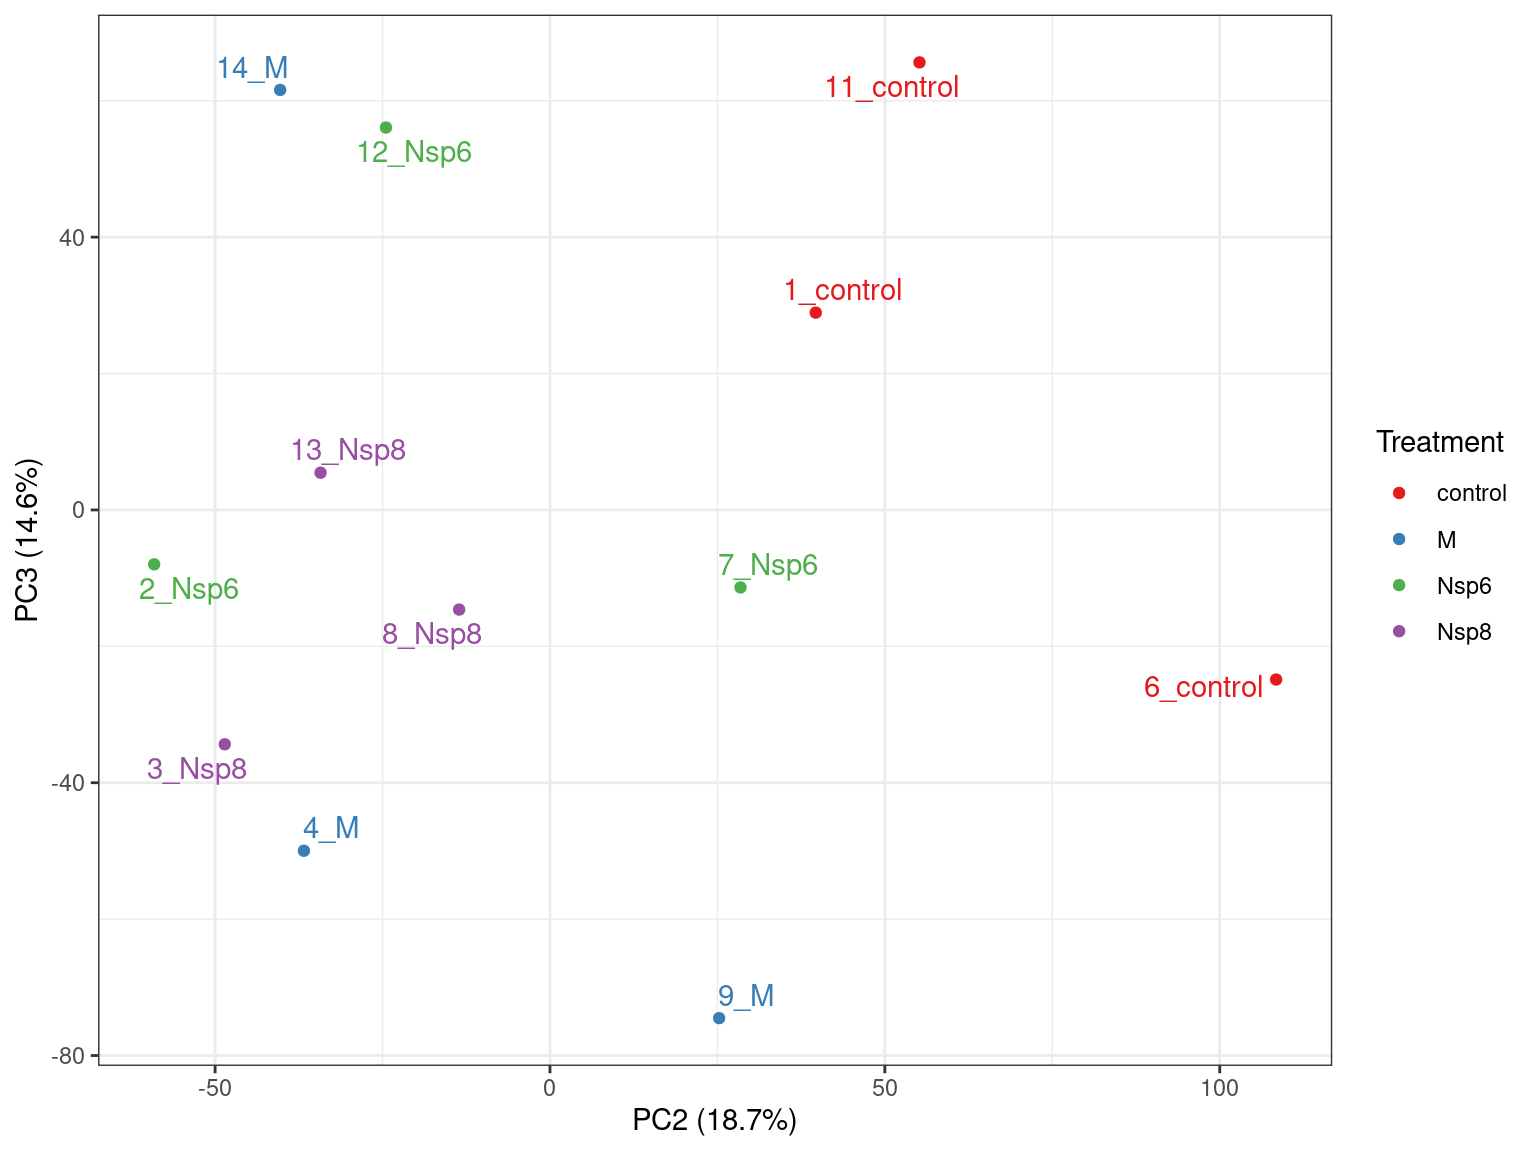 14_M
11_control
12_Nsp6
40
1_control
13_Nsp8
0
2_Nsp6
7_Nsp6
8_Nsp8
6_control
3_Nsp8
-40
4_M
9_M
-80
-50
0
50
100
PC2 (18.7%)
PC3 (14.6%)
Treatment
control
M
Nsp6
Nsp8